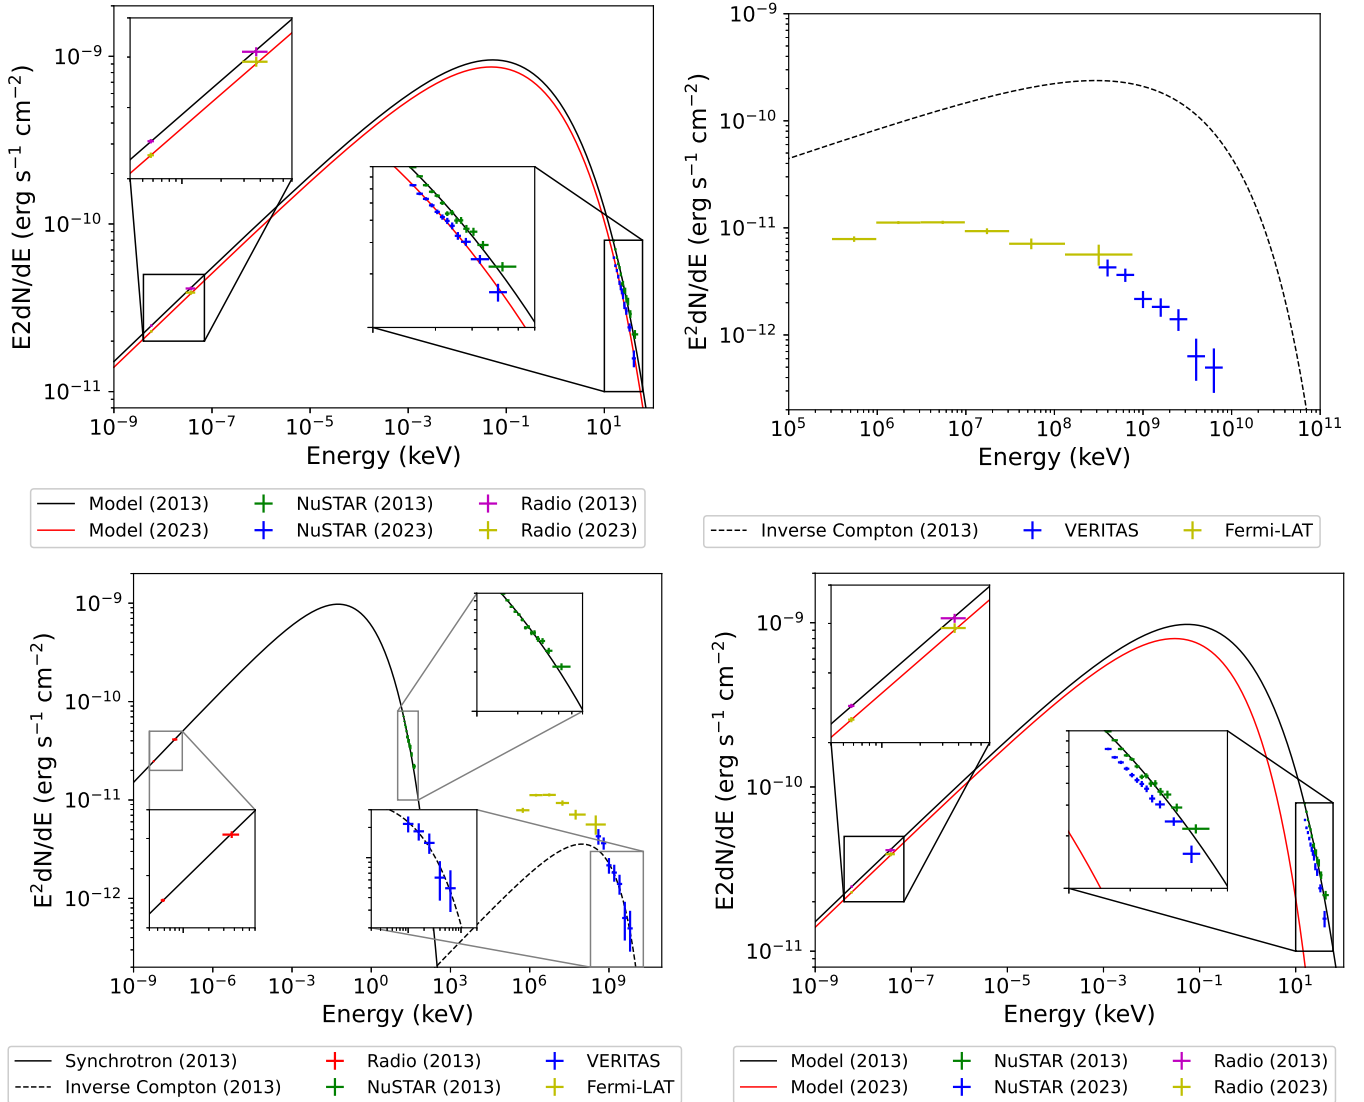 E2dN/dE (erg s⁻¹ cm⁻²)
10⁻⁹
10⁻¹⁰
10⁻¹¹
10⁻⁹ 10⁻⁷ 10⁻⁵ 10⁻³ 10⁻¹ 10¹
Energy (keV)
Model (2013) NuSTAR (2013) Radio (2013)
Model (2023) NuSTAR (2023) Radio (2023)
E²dN/dE (erg s⁻¹ cm⁻²)
10⁻⁹
10⁻¹⁰
10⁻¹¹
10⁻¹²
10⁵ 10⁶ 10⁷ 10⁸ 10⁹ 10¹⁰ 10¹¹
Energy (keV)
Inverse Compton (2013) VERITAS Fermi-LAT
E²dN/dE (erg s⁻¹ cm⁻²)
10⁻⁹
10⁻¹⁰
10⁻¹¹
10⁻¹²
10⁻⁹ 10⁻⁶ 10⁻³ 10⁰ 10³ 10⁶ 10⁹
Energy (keV)
Synchrotron (2013) Radio (2013) VERITAS
Inverse Compton (2013) NuSTAR (2013) Fermi-LAT
E2dN/dE (erg s⁻¹ cm⁻²)
10⁻⁹
10⁻¹⁰
10⁻¹¹
10⁻⁹ 10⁻⁷ 10⁻⁵ 10⁻³ 10⁻¹ 10¹
Energy (keV)
Model (2013) NuSTAR (2013) Radio (2013)
Model (2023) NuSTAR (2023) Radio (2023)